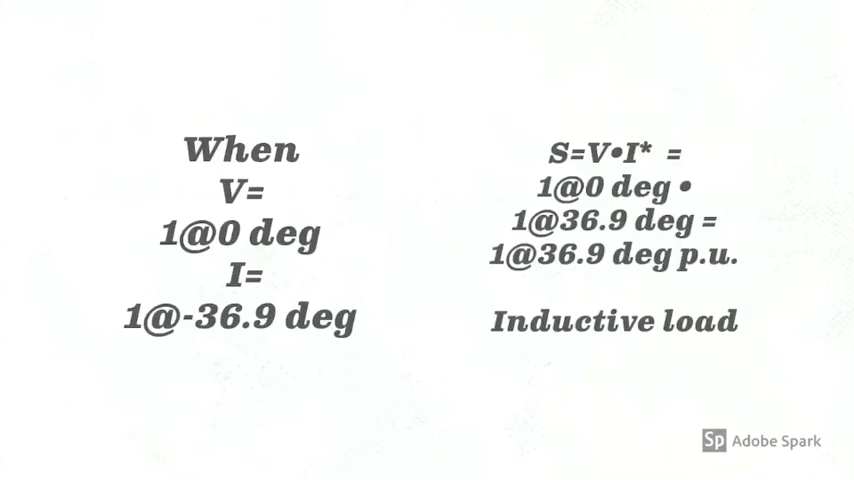 When
V=
1@0 deg
I=
1@-36.9 deg
S=V•I* =
1@0 deg •
1@36.9 deg =
1@36.9 deg p.u.
Inductive load
Sp Adobe Spark